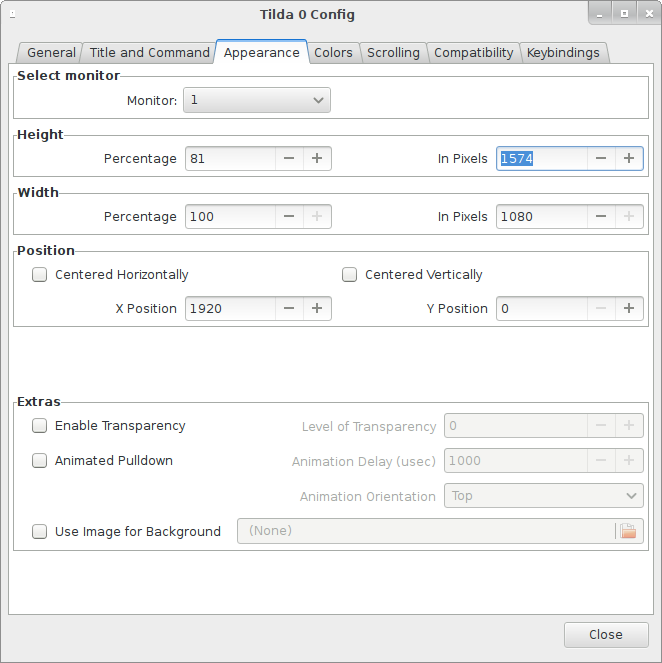 Tilda 0 Config
General Title and Command Appearance Colors Scrolling Compatibility Keybindings
Select monitor
Monitor: 1
Height
Percentage 81 In Pixels 1574
Width
Percentage 100 In Pixels 1080
Position
Centered Horizontally Centered Vertically
X Position 1920 Y Position 0
Extras
Enable Transparency Level of Transparency 0
Animated Pulldown Animation Delay (usec) 1000
Animation Orientation Top
Use Image for Background (None)
Close